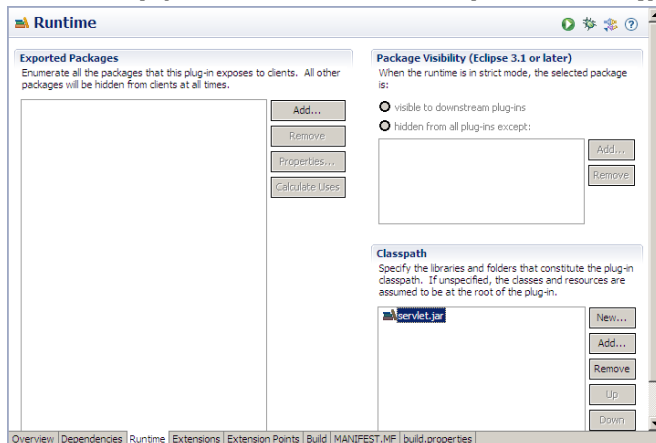 Runtime
Exported Packages
Enumerate all the packages that this plug-in exposes to clients. All other
packages will be hidden from clients at all times.
Add...
Remove
Properties...
Calculate Uses
Package Visibility (Eclipse 3.1 or later)
When the runtime is in strict mode, the selected package
is:
visible to downstream plug-ins
hidden from all plug-ins except:
Add...
Remove
Classpath
Specify the libraries and folders that constitute the plug-in
classpath. If unspecified, the classes and resources are
assumed to be at the root of the plug-in.
servlet.jar
New...
Add...
Remove
Up
Down
Overview Dependencies Runtime Extensions Extension Points Build MANIFEST.MF build.properties